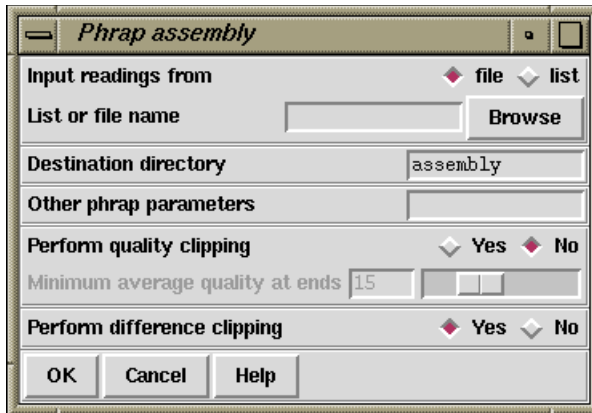 Phrap assembly
Input readings from file list
List or file name Browse
Destination directory assembly
Other phrap parameters
Perform quality clipping Yes No
Minimum average quality at ends 15
Perform difference clipping Yes No
OK Cancel Help